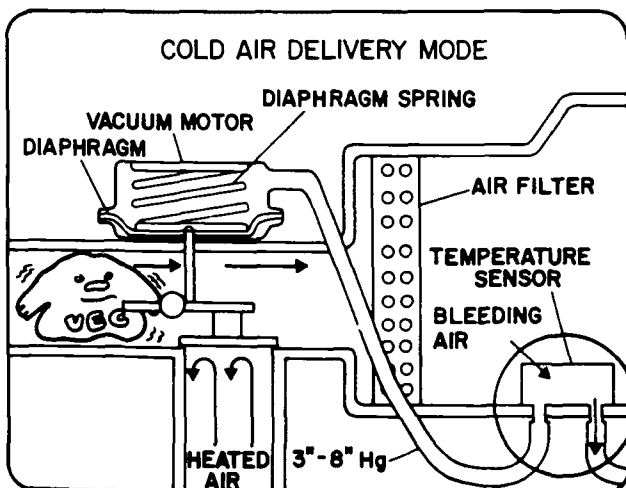 COLD AIR DELIVERY MODE
DIAPHRAGM SPRING
VACUUM MOTOR
DIAPHRAGM
AIR FILTER
TEMPERATURE
SENSOR
BLEEDING
AIR
VEG
HEATED
AIR
3"-8" Hg